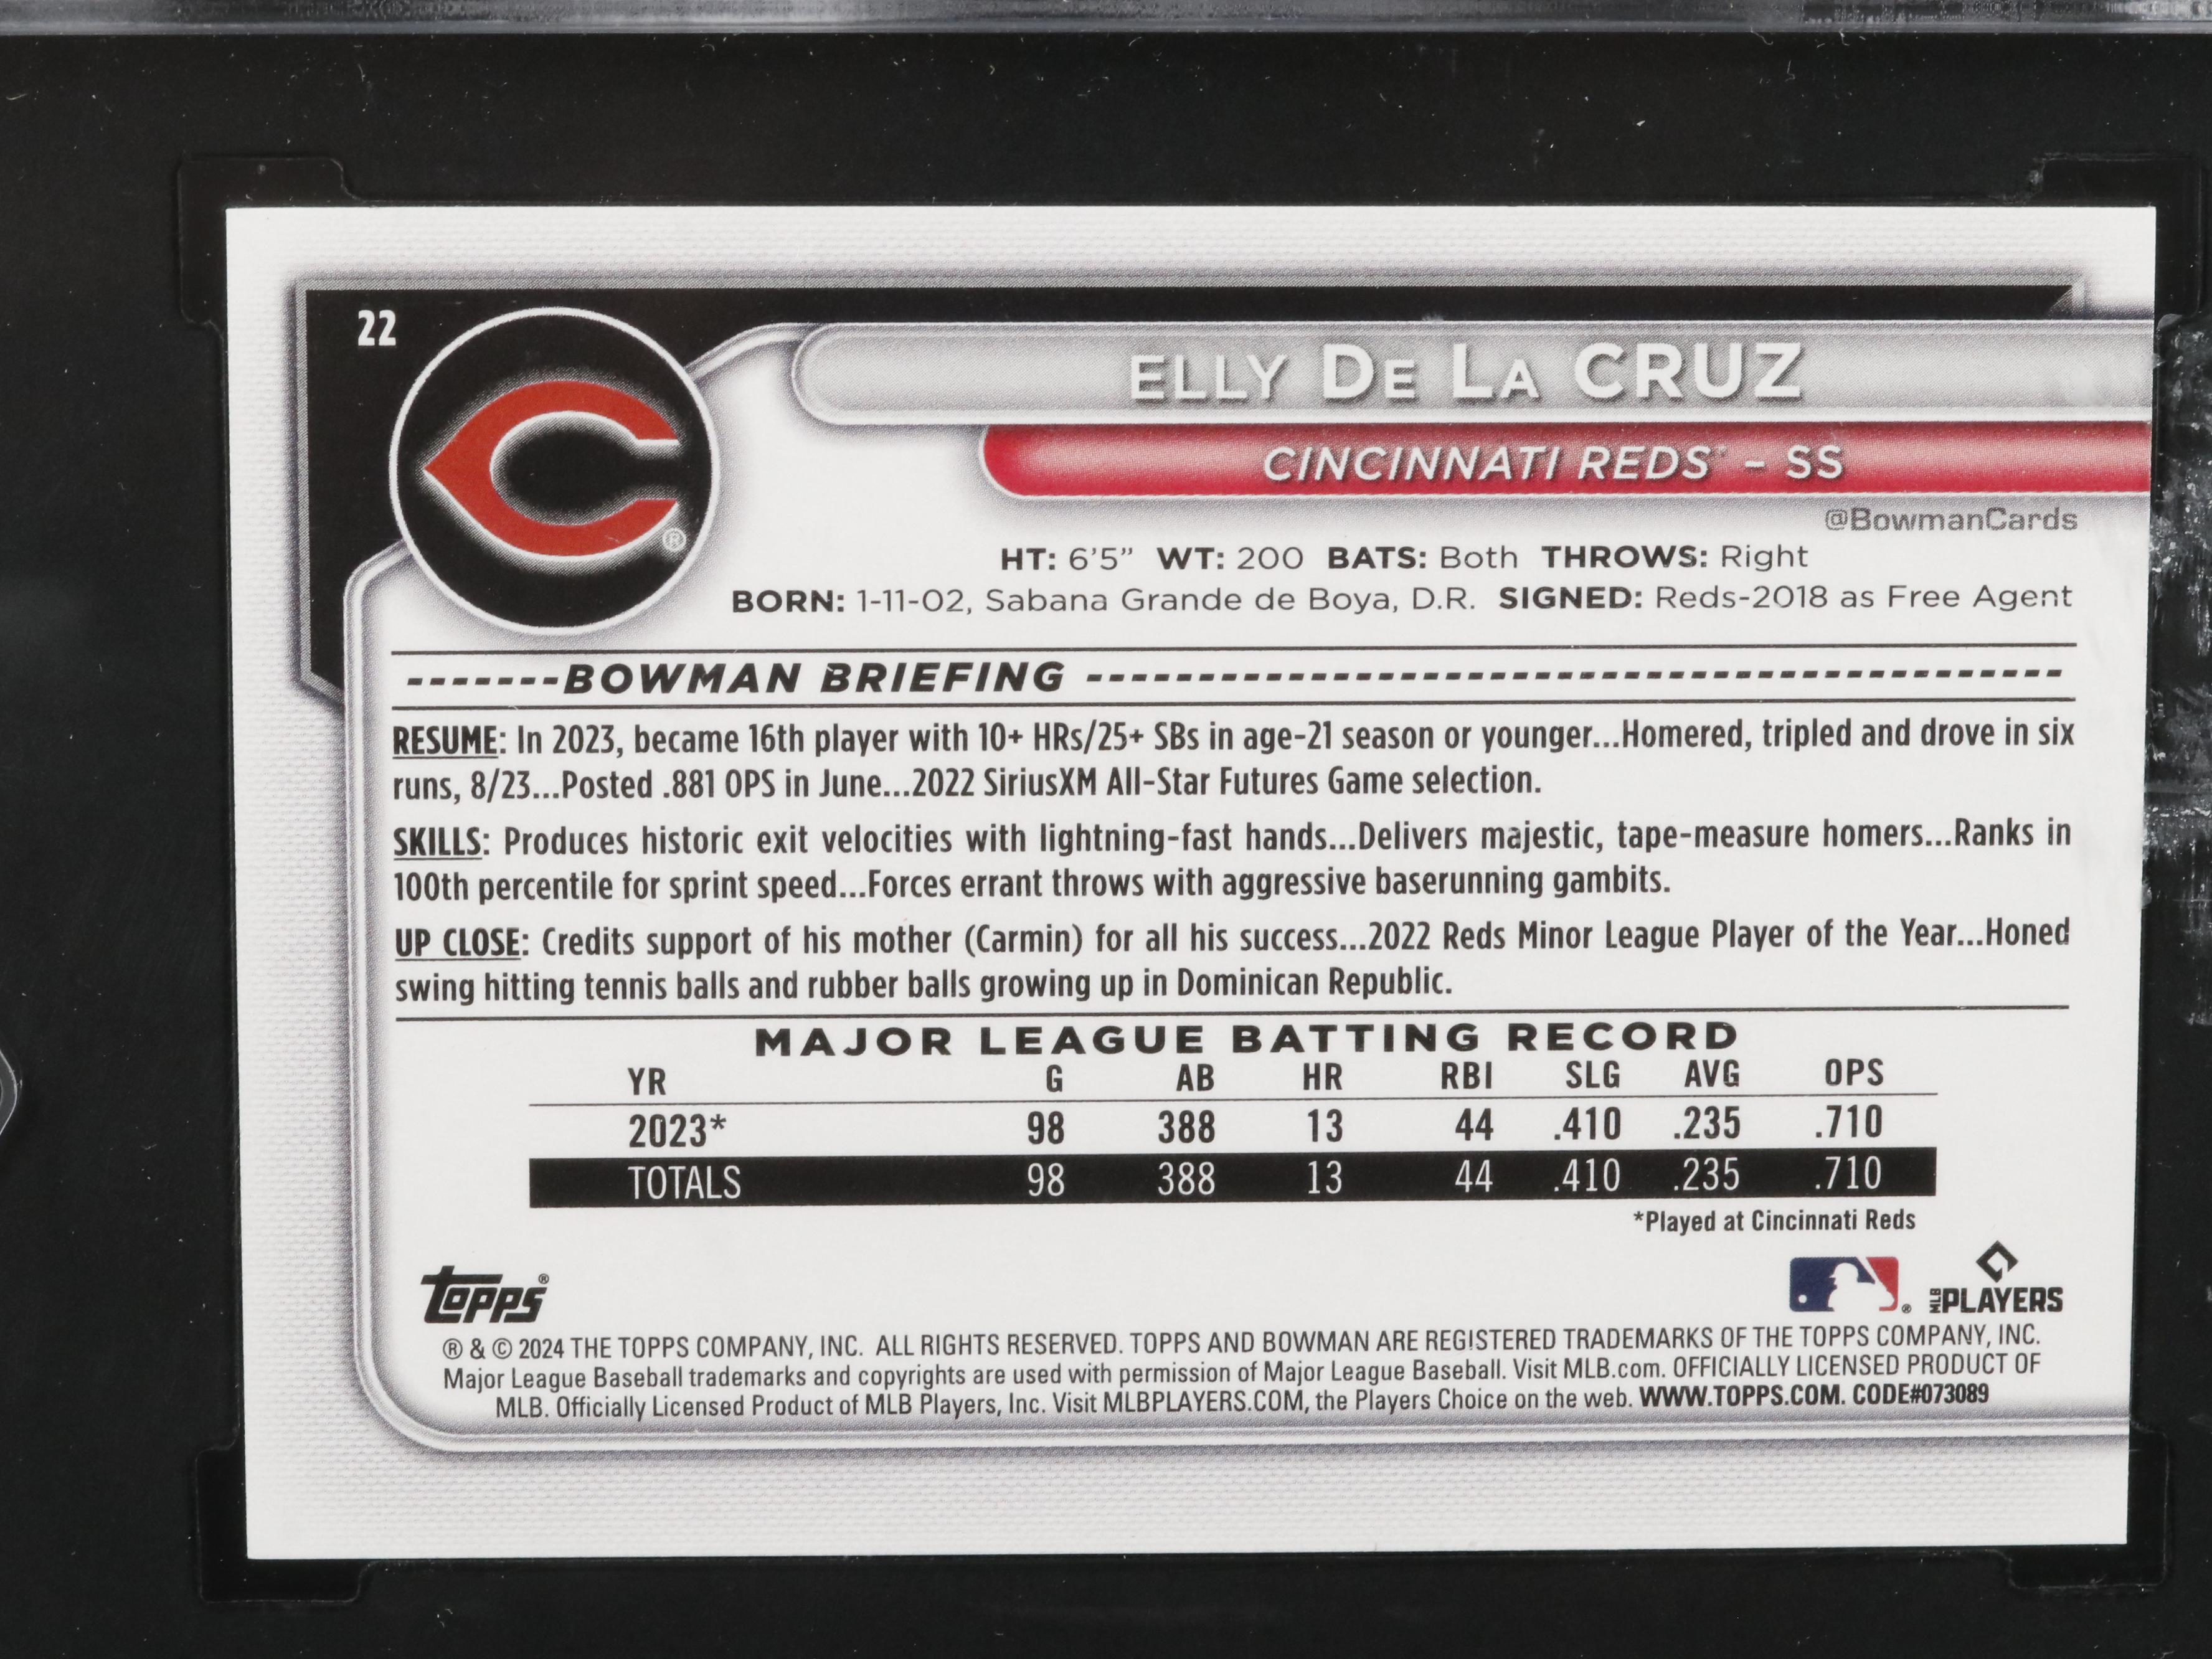 22
ELLY DE LA CRUZ
CINCINNATI REDS - SS
@BowmanCards
HT: 6'5" WT: 200 BATS: Both THROWS: Right
BORN: 1-11-02, Sabana Grande de Boya, D.R. SIGNED: Reds-2018 as Free Agent
-------BOWMAN BRIEFING ----------------------------------------
RESUME: In 2023, became 16th player with 10+ HRs/25+ SBs in age-21 season or younger...Homered, tripled and drove in six
runs, 8/23...Posted .881 OPS in June...2022 SiriusXM All-Star Futures Game selection.
SKILLS: Produces historic exit velocities with lightning-fast hands...Delivers majestic, tape-measure homers...Ranks in
100th percentile for sprint speed...Forces errant throws with aggressive baserunning gambits.
UP CLOSE: Credits support of his mother (Carmin) for all his success...2022 Reds Minor League Player of the Year...Honed
swing hitting tennis balls and rubber balls growing up in Dominican Republic.
MAJOR LEAGUE BATTING RECORD
YR G AB HR RBI SLG AVG OPS
2023* 98 388 13 44 .410 .235 .710
TOTALS 98 388 13 44 .410 .235 .710
*Played at Cincinnati Reds
Topps®
® MLB PLAYERS
® & © 2024 THE TOPPS COMPANY, INC. ALL RIGHTS RESERVED. TOPPS AND BOWMAN ARE REGISTERED TRADEMARKS OF THE TOPPS COMPANY, INC.
Major League Baseball trademarks and copyrights are used with permission of Major League Baseball. Visit MLB.com. OFFICIALLY LICENSED PRODUCT OF
MLB. Officially Licensed Product of MLB Players, Inc. Visit MLBPLAYERS.COM, the Players Choice on the web. WWW.TOPPS.COM. CODE#073089